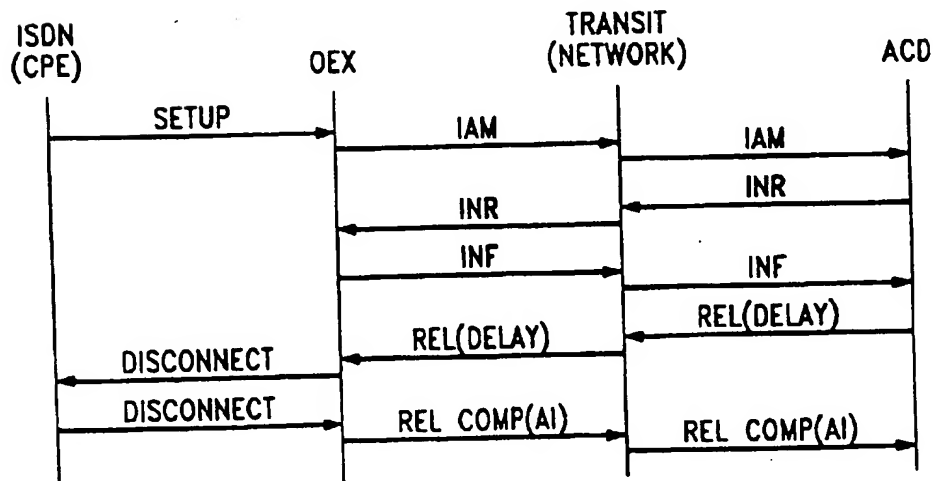 ISDN
(CPE)
OEX
TRANSIT
(NETWORK)
ACD
SETUP
IAM
IAM
INR
INR
INF
INF
REL(DELAY)
REL(DELAY)
DISCONNECT
DISCONNECT
REL COMP(AI)
REL COMP(AI)